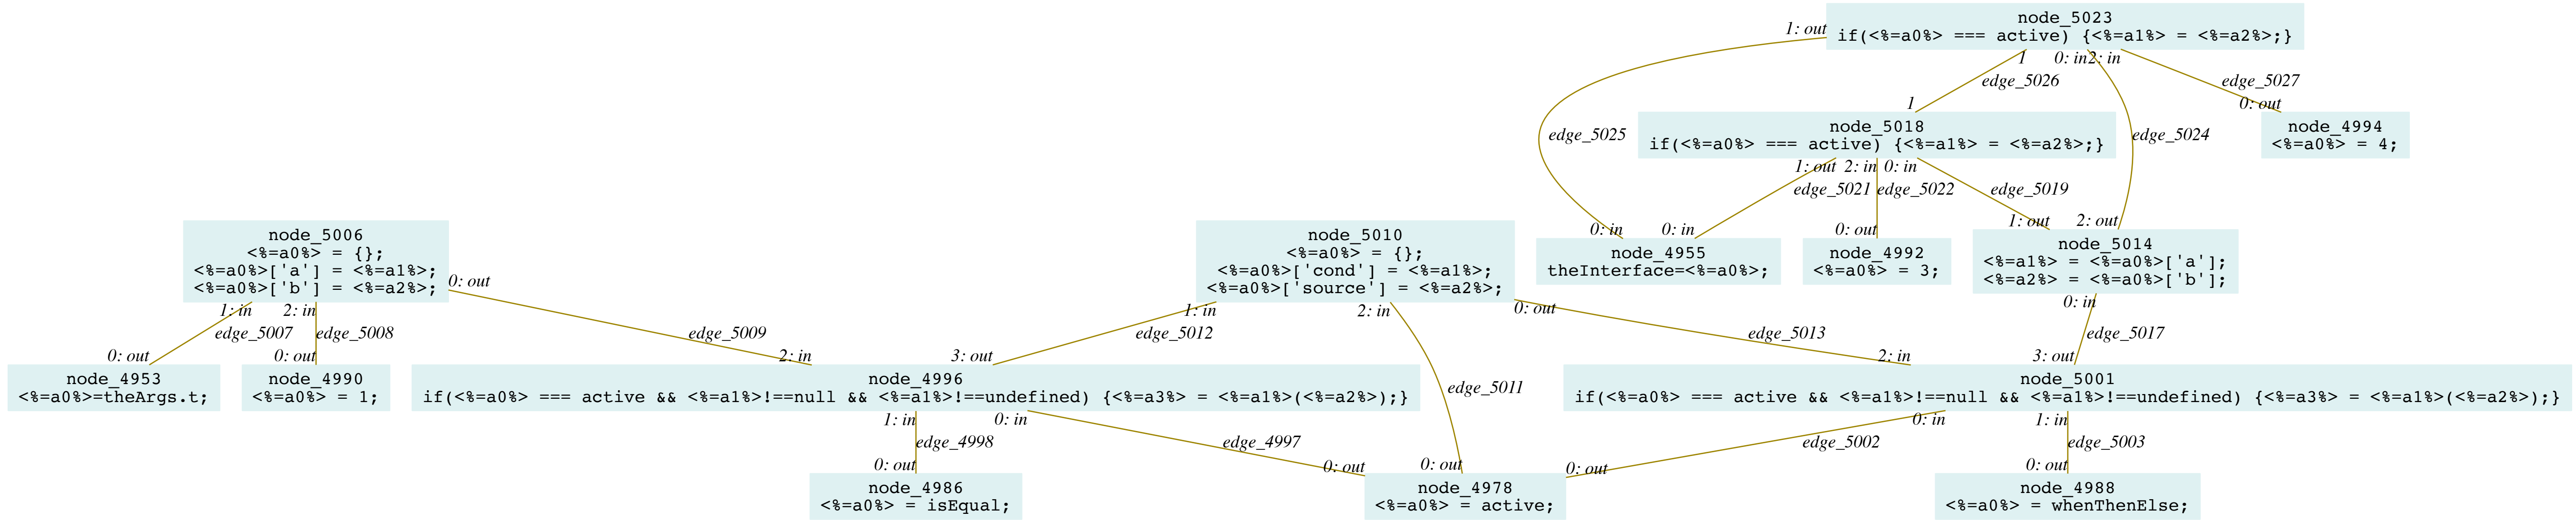 node_5023
if(<%=a0%> === active) {<%=a1%> = <%=a2%>;}
1: out
1
0: in
2: in
edge_5026
edge_5027
1
0: out
edge_5025
node_5018
if(<%=a0%> === active) {<%=a1%> = <%=a2%>;}
edge_5024
node_4994
<%=a0%> = 4;
1: out
2: in
0: in
edge_5021
edge_5022
edge_5019
0: in
0: in
0: out
1: out
2: out
node_5006
<%=a0%> = {};
<%=a0%>['a'] = <%=a1%>;
<%=a0%>['b'] = <%=a2%>;
0: out
node_5010
<%=a0%> = {};
<%=a0%>['cond'] = <%=a1%>;
<%=a0%>['source'] = <%=a2%>;
node_4955
theInterface=<%=a0%>;
node_4992
<%=a0%> = 3;
node_5014
<%=a1%> = <%=a0%>['a'];
<%=a2%> = <%=a0%>['b'];
1: in
2: in
1: in
2: in
0: out
0: in
edge_5007
edge_5008
edge_5009
edge_5012
edge_5013
edge_5017
0: out
0: out
2: in
3: out
2: in
3: out
node_4953
<%=a0%>=theArgs.t;
node_4990
<%=a0%> = 1;
node_4996
if(<%=a0%> === active && <%=a1%>!==null && <%=a1%>!==undefined) {<%=a3%> = <%=a1%>(<%=a2%>);}
edge_5011
node_5001
if(<%=a0%> === active && <%=a1%>!==null && <%=a1%>!==undefined) {<%=a3%> = <%=a1%>(<%=a2%>);}
1: in
0: in
0: in
1: in
edge_4998
edge_4997
edge_5002
edge_5003
0: out
0: out
0: out
0: out
0: out
node_4986
<%=a0%> = isEqual;
node_4978
<%=a0%> = active;
node_4988
<%=a0%> = whenThenElse;